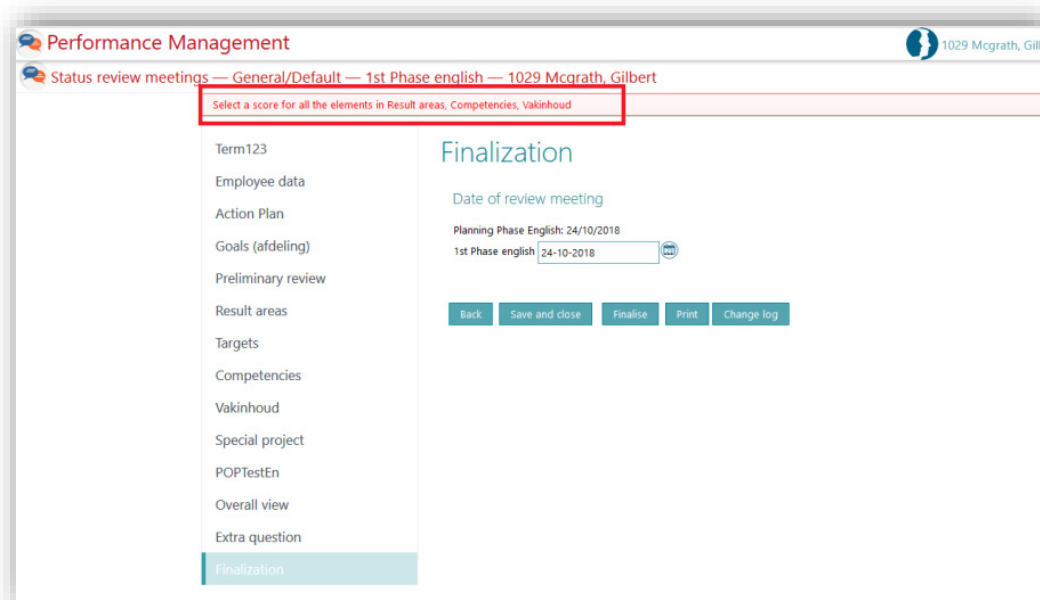 Performance Management
1029 Mcgrath, Gil
Status review meetings — General/Default — 1st Phase english — 1029 Mcgrath, Gilbert
Select a score for all the elements in Result areas, Competencies, Vakinhoud
Term123
Employee data
Action Plan
Goals (afdeling)
Preliminary review
Result areas
Targets
Competencies
Vakinhoud
Special project
POPTestEn
Overall view
Extra question
Finalization
Finalization
Date of review meeting
Planning Phase English: 24/10/2018
1st Phase english 24-10-2018
Back Save and close Finalise Print Change log